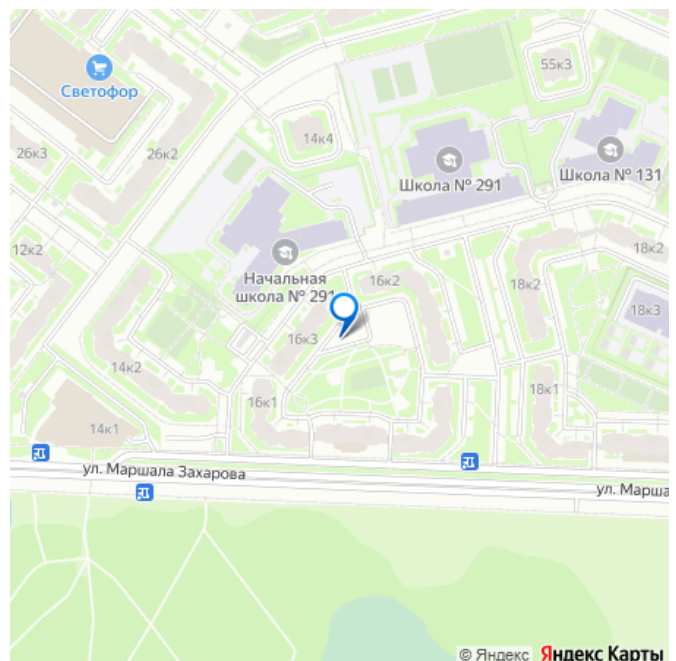 55к3
Светофор
14к4
26к3
26к2
Школа № 291
Школа № 131
12к2
18к2
Начальная
школа № 291
16к2
18к2
18к3
16к3
14к2
16к1
18к1
14к1
ул. Маршала Захарова
ул. Марша
© Яндекс Яндекс Карты